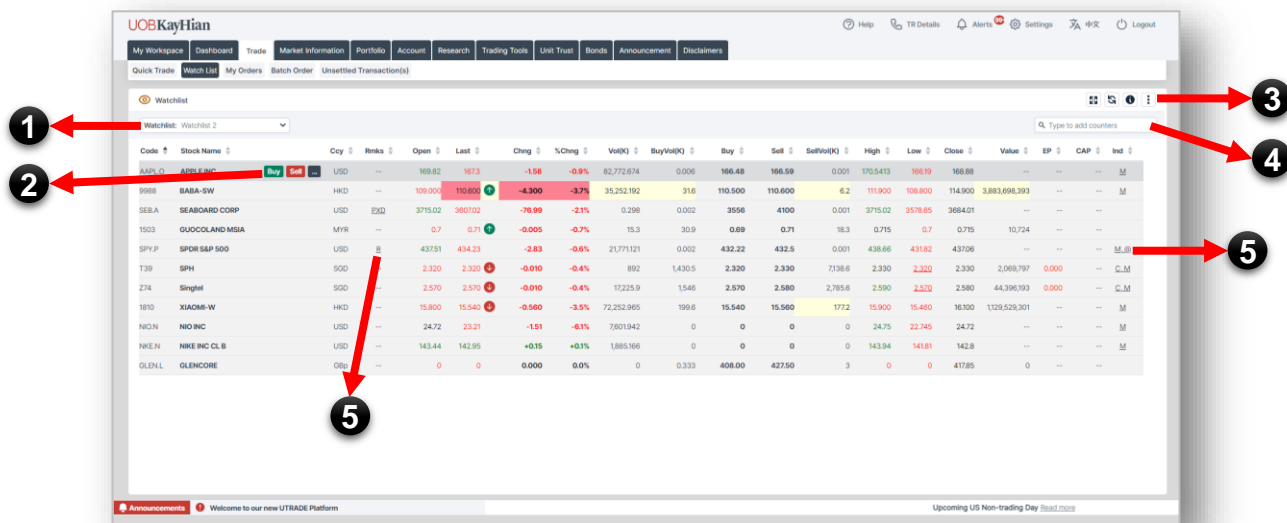 UOBKayHian
Help TR Details Alerts 99+ Settings 中文 Logout
My Workspace Dashboard Trade Market Information Portfolio Account Research Trading Tools Unit Trust Bonds Announcement Disclaimers
Quick Trade Watch List My Orders Batch Order Unsettled Transaction(s)
Watchlist
3
1
Watchlist: Watchlist 2
Type to add counters
4
Code Stock Name Ccy Rmks Open Last Chng %Chng Vol(K) BuyVol(K) Buy Sell SellVol(K) High Low Close Value EP CAP Ind
2
AAPL.O APPLE INC Buy Sell ... USD -- 169.82 167.3 -1.58 -0.9% 82,772.674 0.006 166.48 166.59 0.001 170.5413 166.19 168.88 -- -- -- M
9988 BABA-SW HKD -- 109.000 110.600 -4.300 -3.7% 35,252.192 31.6 110.500 110.600 6.2 111.900 108.800 114.900 3,883,698,393 -- -- M
SEB.A SEABOARD CORP USD PXD 3715.02 3607.02 -76.99 -2.1% 0.298 0.002 3556 4100 0.001 3715.02 3578.85 3684.01 -- -- --
1503 GUOCOLAND MSIA MYR -- 0.7 0.71 -0.005 -0.7% 15.3 30.9 0.69 0.71 18.3 0.715 0.7 0.715 10,724 -- --
SPY.P SPDR S&P 500 USD R 437.51 434.23 -2.83 -0.6% 21,771.121 0.002 432.22 432.5 0.001 438.66 431.82 437.06 -- -- -- M, @
5
T39 SPH SGD -- 2.320 2.320 -0.010 -0.4% 892 1,430.5 2.320 2.330 7,138.6 2.330 2.320 2.330 2,069,797 0.000 -- C, M
Z74 Singtel SGD -- 2.570 2.570 -0.010 -0.4% 17,225.9 1,546 2.570 2.580 2,785.6 2.590 2.570 2.580 44,396,193 0.000 -- C, M
1810 XIAOMI-W HKD -- 15.800 15.540 -0.560 -3.5% 72,252.965 199.6 15.540 15.560 177.2 15.900 15.460 16.100 1,129,529,301 -- -- M
NIO.N NIO INC USD -- 24.72 23.21 -1.51 -6.1% 7,601.942 0 0 0 0 24.75 22.745 24.72 -- -- -- M
NKE.N NIKE INC CL B USD -- 143.44 142.95 +0.15 +0.1% 1,885.166 0 0 0 0 143.94 141.81 142.8 -- -- -- M
GLEN.L GLENCORE GBp -- 0 0 0.000 0.0% 0 0.333 408.00 427.50 3 0 0 417.85 0 -- --
5
Announcements Welcome to our new UTRADE Platform Upcoming US Non-trading Day Read more